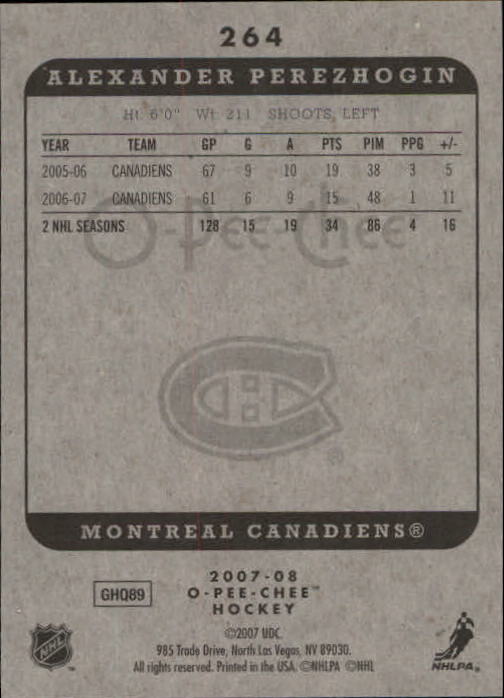 264
ALEXANDER PEREZHOGIN
Ht 6'0" Wt 211 SHOOTS LEFT
YEAR TEAM GP G A PTS PIM PPG +/-
2005-06 CANADIENS 67 9 10 19 38 3 5
2006-07 CANADIENS 61 6 9 15 48 1 11
2 NHL SEASONS 128 15 19 34 86 4 16
O-Pee-Chee
®
MONTREAL CANADIENS®
2007-08
GHQ89 O-PEE-CHEE™
HOCKEY
©2007 UDC.
985 Trade Drive, North Las Vegas, NV 89030.
All rights reserved. Printed in the USA. ©NHLPA ©NHL
NHL
NHLPA